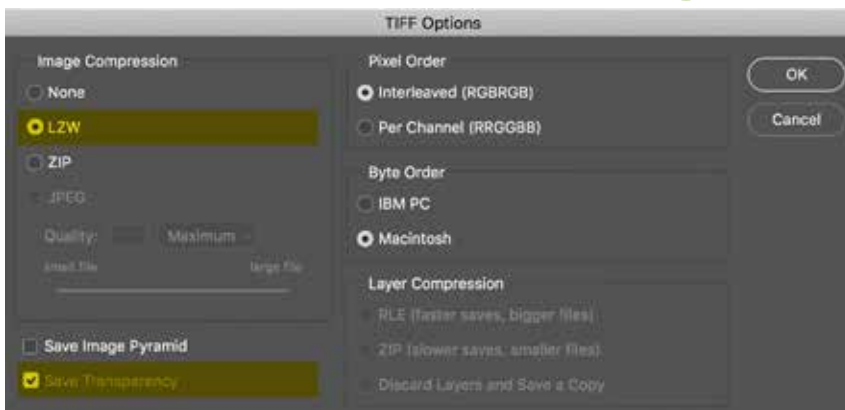 TIFF Options
Image Compression
None
LZW
ZIP
JPEG
Quality: Maximum
small file large file
Save Image Pyramid
Save Transparency
Pixel Order
Interleaved (RGBRGB)
Per Channel (RRGGBB)
Byte Order
IBM PC
Macintosh
Layer Compression
RLE (faster saves, bigger files)
ZIP (slower saves, smaller files)
Discard Layers and Save a Copy
OK
Cancel